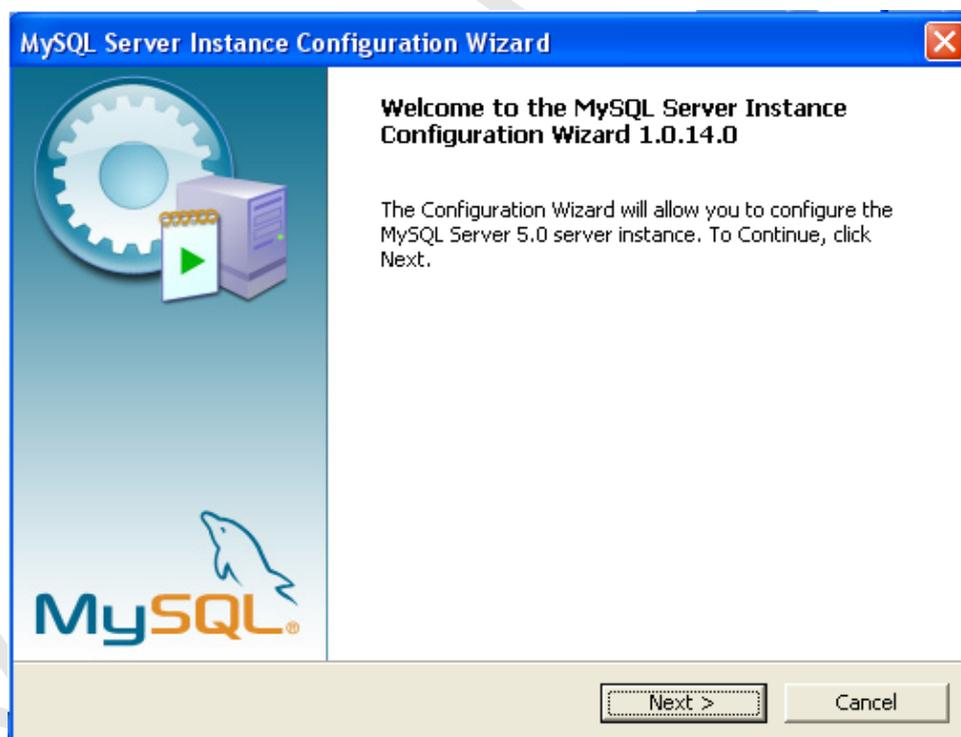 MySQL Server Instance Configuration Wizard
Welcome to the MySQL Server Instance
Configuration Wizard 1.0.14.0
The Configuration Wizard will allow you to configure the
MySQL Server 5.0 server instance. To Continue, click
Next.
MySQL®
Next >
Cancel